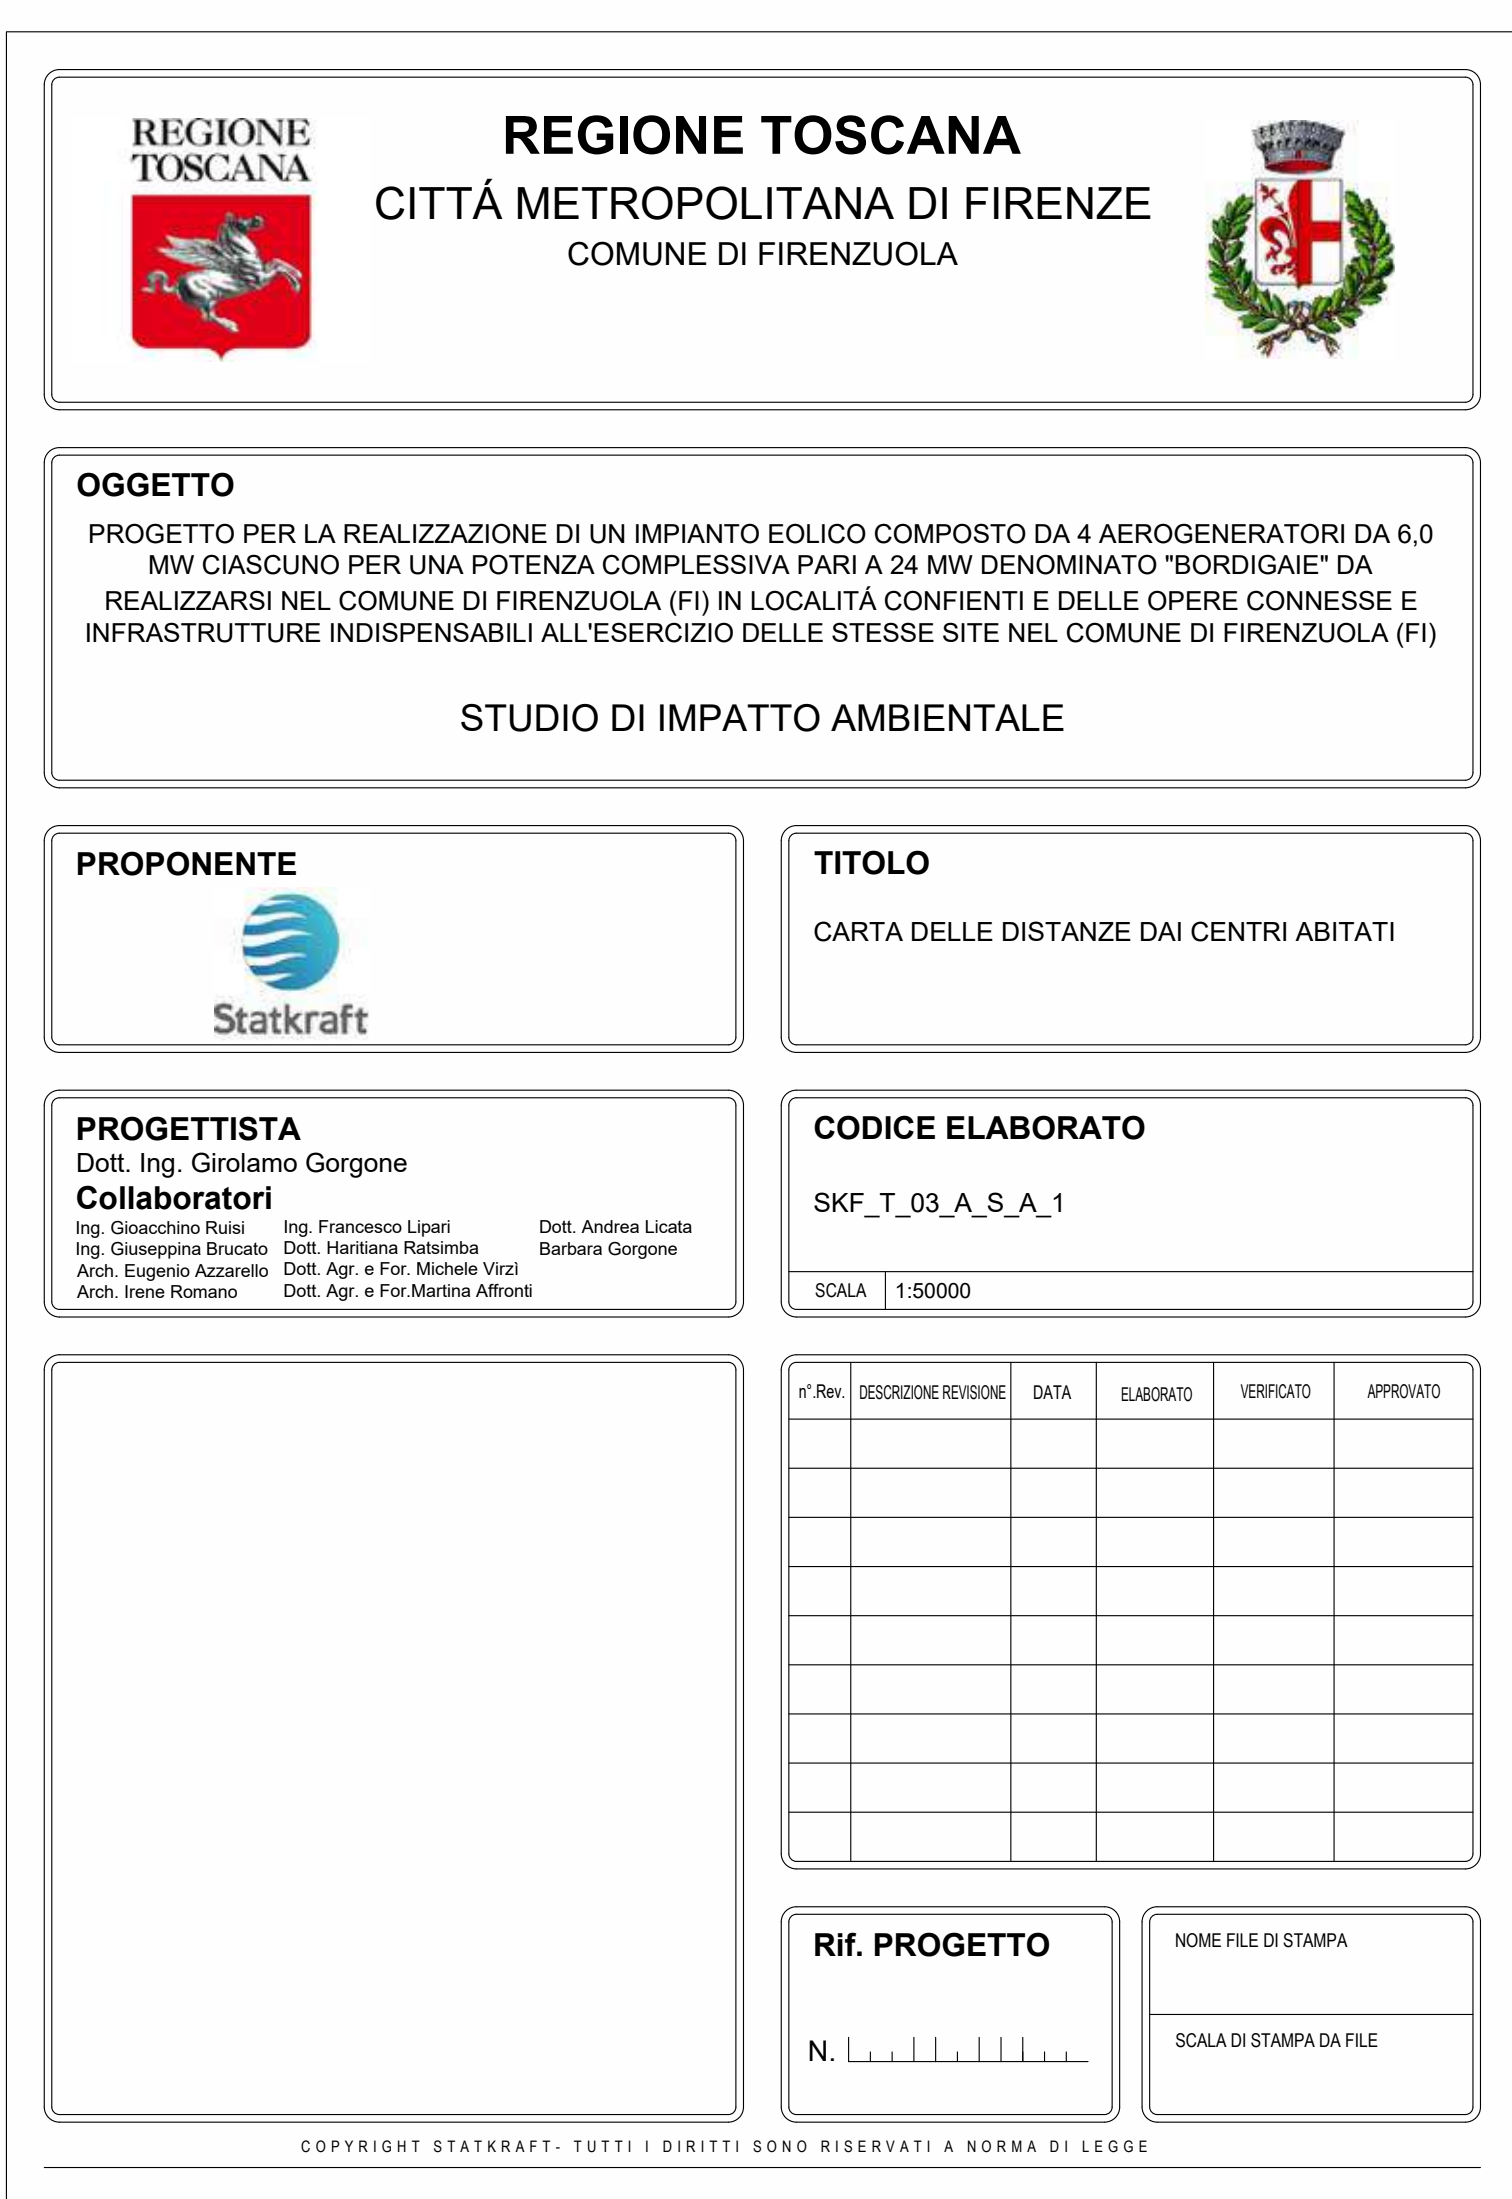 REGIONE
TOSCANA
REGIONE TOSCANA
CITTÁ METROPOLITANA DI FIRENZE
COMUNE DI FIRENZUOLA
OGGETTO
PROGETTO PER LA REALIZZAZIONE DI UN IMPIANTO EOLICO COMPOSTO DA 4 AEROGENERATORI DA 6,0
MW CIASCUNO PER UNA POTENZA COMPLESSIVA PARI A 24 MW DENOMINATO "BORDIGAIE" DA
REALIZZARSI NEL COMUNE DI FIRENZUOLA (FI) IN LOCALITÁ CONFIENTI E DELLE OPERE CONNESSE E
INFRASTRUTTURE INDISPENSABILI ALL'ESERCIZIO DELLE STESSE SITE NEL COMUNE DI FIRENZUOLA (FI)
STUDIO DI IMPATTO AMBIENTALE
PROPONENTE
Statkraft
TITOLO
CARTA DELLE DISTANZE DAI CENTRI ABITATI
PROGETTISTA
Dott. Ing. Girolamo Gorgone
Collaboratori
Ing. Gioacchino Ruisi Ing. Francesco Lipari Dott. Andrea Licata
Ing. Giuseppina Brucato Dott. Haritiana Ratsimba Barbara Gorgone
Arch. Eugenio Azzarello Dott. Agr. e For. Michele Virzì
Arch. Irene Romano Dott. Agr. e For.Martina Affronti
CODICE ELABORATO
SKF_T_03_A_S_A_1
SCALA 1:50000
n°.Rev. DESCRIZIONE REVISIONE DATA ELABORATO VERIFICATO APPROVATO
Rif. PROGETTO
N.
NOME FILE DI STAMPA
SCALA DI STAMPA DA FILE
COPYRIGHT STATKRAFT- TUTTI I DIRITTI SONO RISERVATI A NORMA DI LEGGE